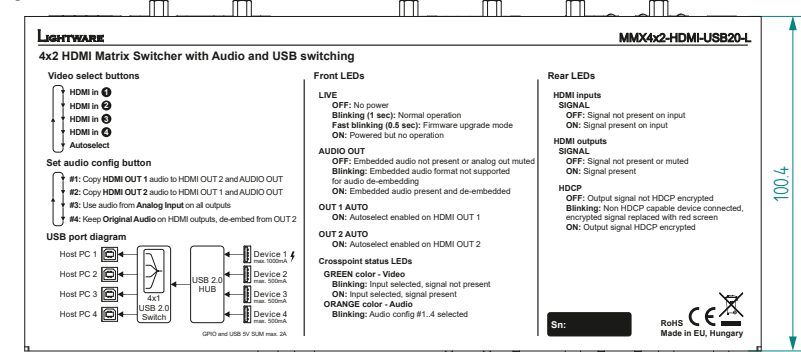 LIGHTWARE
MMX4x2-HDMI-USB20-L
4x2 HDMI Matrix Switcher with Audio and USB switching
Video select buttons
HDMI in 1
HDMI in 2
HDMI in 3
HDMI in 4
Autoselect
Set audio config button
#1: Copy HDMI OUT 1 audio to HDMI OUT 2 and AUDIO OUT
#2: Copy HDMI OUT 2 audio to HDMI OUT 1 and AUDIO OUT
#3: Use audio from Analog Input on all outputs
#4: Keep Original Audio on HDMI outputs, de-embed from OUT 2
USB port diagram
Host PC 1
Host PC 2
Host PC 3
Host PC 4
4x1
USB 2.0
Switch
USB 2.0
HUB
Device 1
max.1000mA
Device 2
max. 500mA
Device 3
max. 500mA
Device 4
max. 500mA
GPIO and USB 5V SUM max. 2A
Front LEDs
LIVE
OFF: No power
Blinking (1 sec): Normal operation
Fast blinking (0.5 sec): Firmware upgrade mode
ON: Powered but no operation
AUDIO OUT
OFF: Embedded audio not present or analog out muted
Blinking: Embedded audio format not supported
for audio de-embedding
ON: Embedded audio present and de-embedded
OUT 1 AUTO
ON: Autoselect enabled on HDMI OUT 1
OUT 2 AUTO
ON: Autoselect enabled on HDMI OUT 2
Crosspoint status LEDs
GREEN color - Video
Blinking: Input selected, signal not present
ON: Input selected, signal present
ORANGE color - Audio
Blinking: Audio config #1..4 selected
Rear LEDs
HDMI inputs
SIGNAL
OFF: Signal not present on input
ON: Signal present on input
HDMI outputs
SIGNAL
OFF: Signal not present or muted
ON: Signal present
HDCP
OFF: Output signal not HDCP encrypted
Blinking: Non HDCP capable device connected,
encrypted signal replaced with red screen
ON: Output signal HDCP encrypted
Sn:
RoHS CE
Made in EU, Hungary
100.4